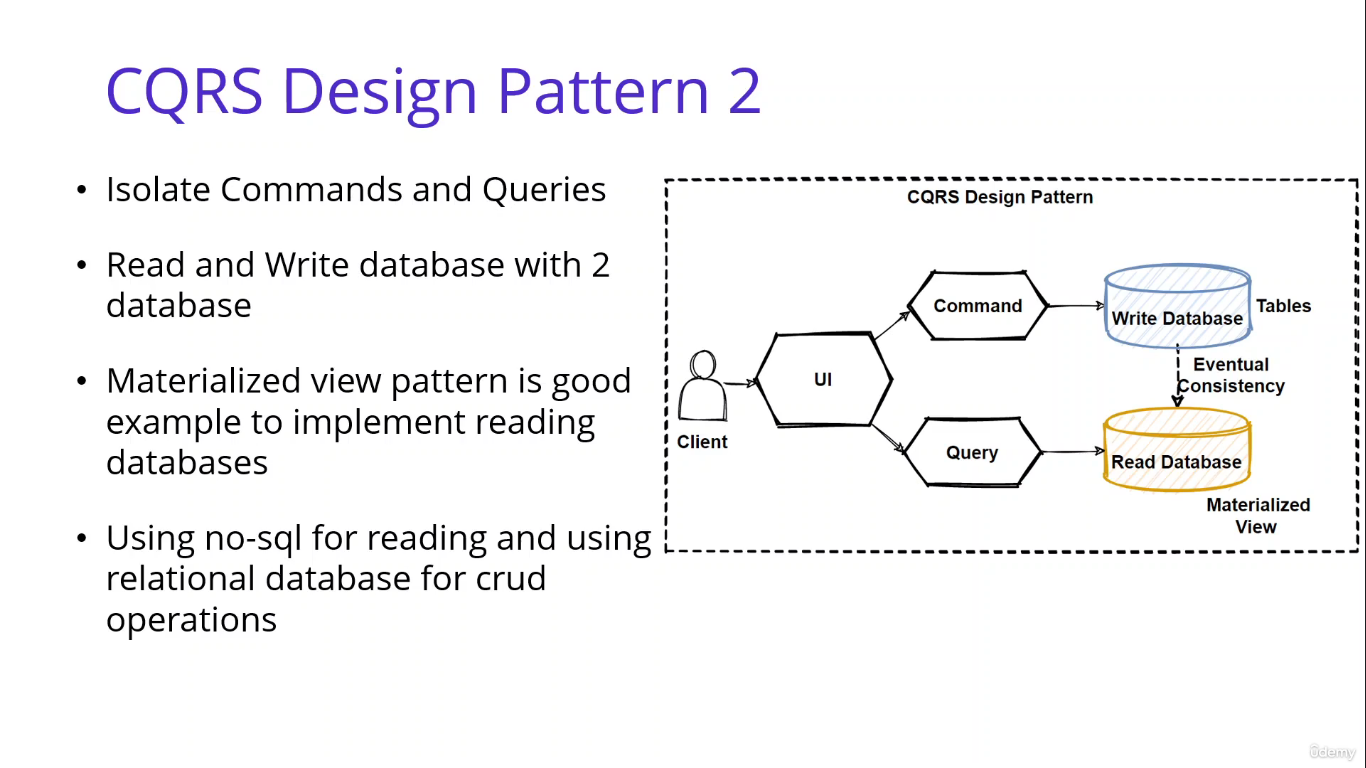 CQRS Design Pattern 2
• Isolate Commands and Queries
• Read and Write database with 2
database
• Materialized view pattern is good
example to implement reading
databases
• Using no-sql for reading and using
relational database for crud
operations
CQRS Design Pattern
Command
Write Database
Tables
UI
Eventual
Consistency
Client
Query
Read Database
Materialized
View
ûdemy